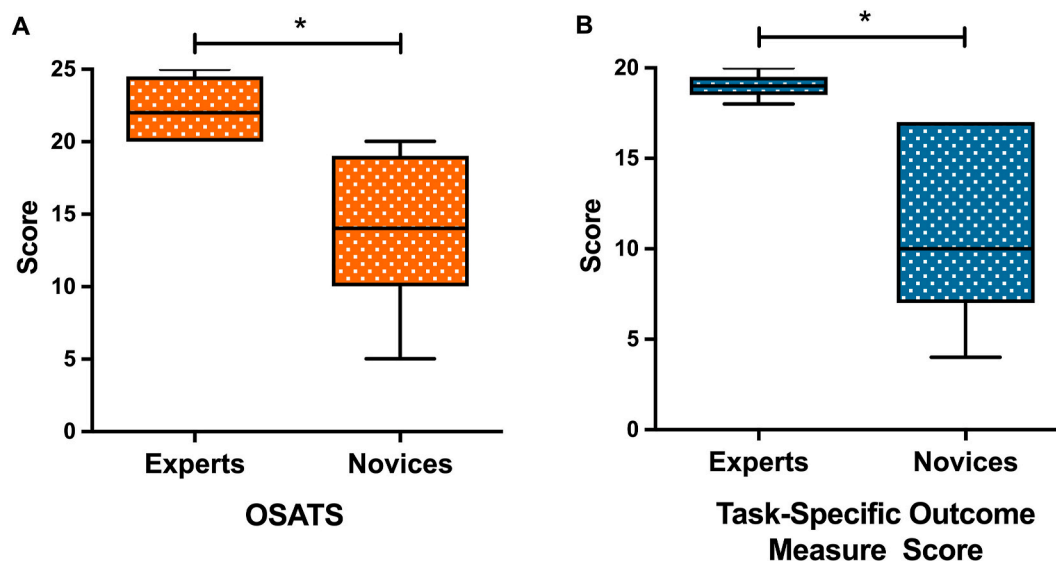 A
*
25
20
15
10
5
0
Score
Experts
Novices
OSATS
B
*
20
15
10
5
0
Score
Experts
Novices
Task-Specific Outcome
Measure Score